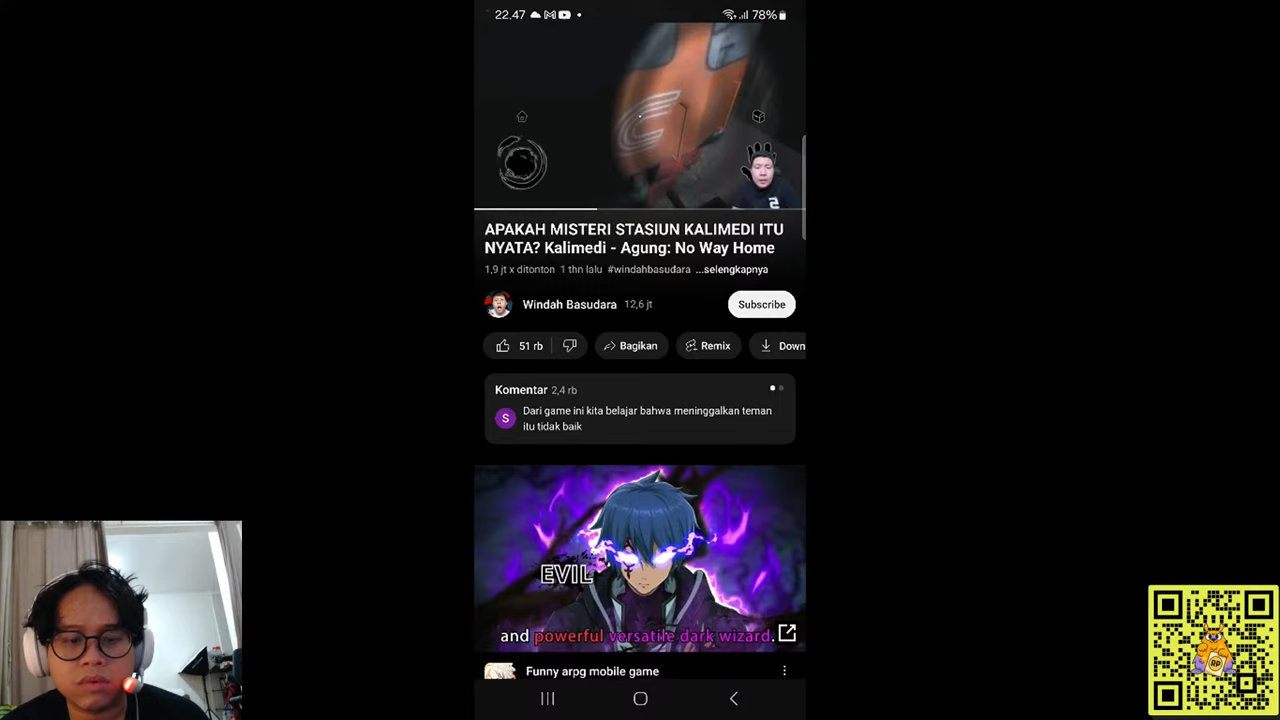 22.47
78%
APAKAH MISTERI STASIUN KALIMEDI ITU
NYATA? Kalimedi - Agung: No Way Home
1,9 jt x ditonton 1 thn lalu #windahbasudara ...selengkapnya
Windah Basudara 12,6 jt
Subscribe
51 rb
Bagikan
Remix
Down
Komentar 2,4 rb
S
Dari game ini kita belajar bahwa meninggalkan teman
itu tidak baik
EVIL
and powerful versatile dark wizard.
Funny arpg mobile game
RP